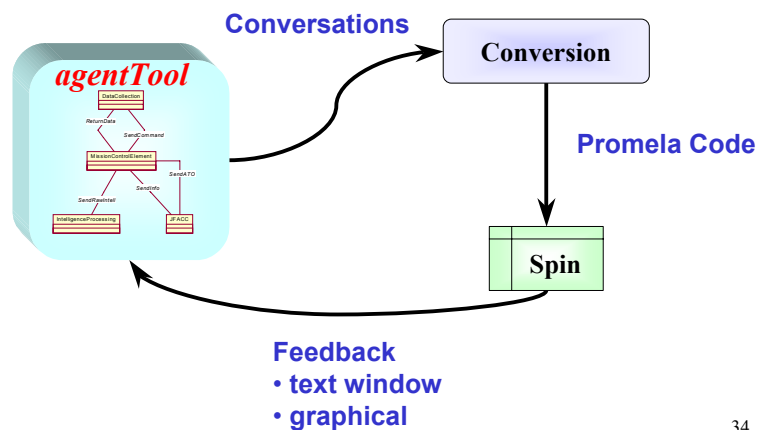 Conversations
agentTool
Conversion
DataCollection
ReturnData
SendCommand
Promela Code
MissionControlElement
SendATO
SendInfo
SendRawIntell
IntelligenceProcessing
JFACC
Spin
Feedback
• text window
• graphical
34